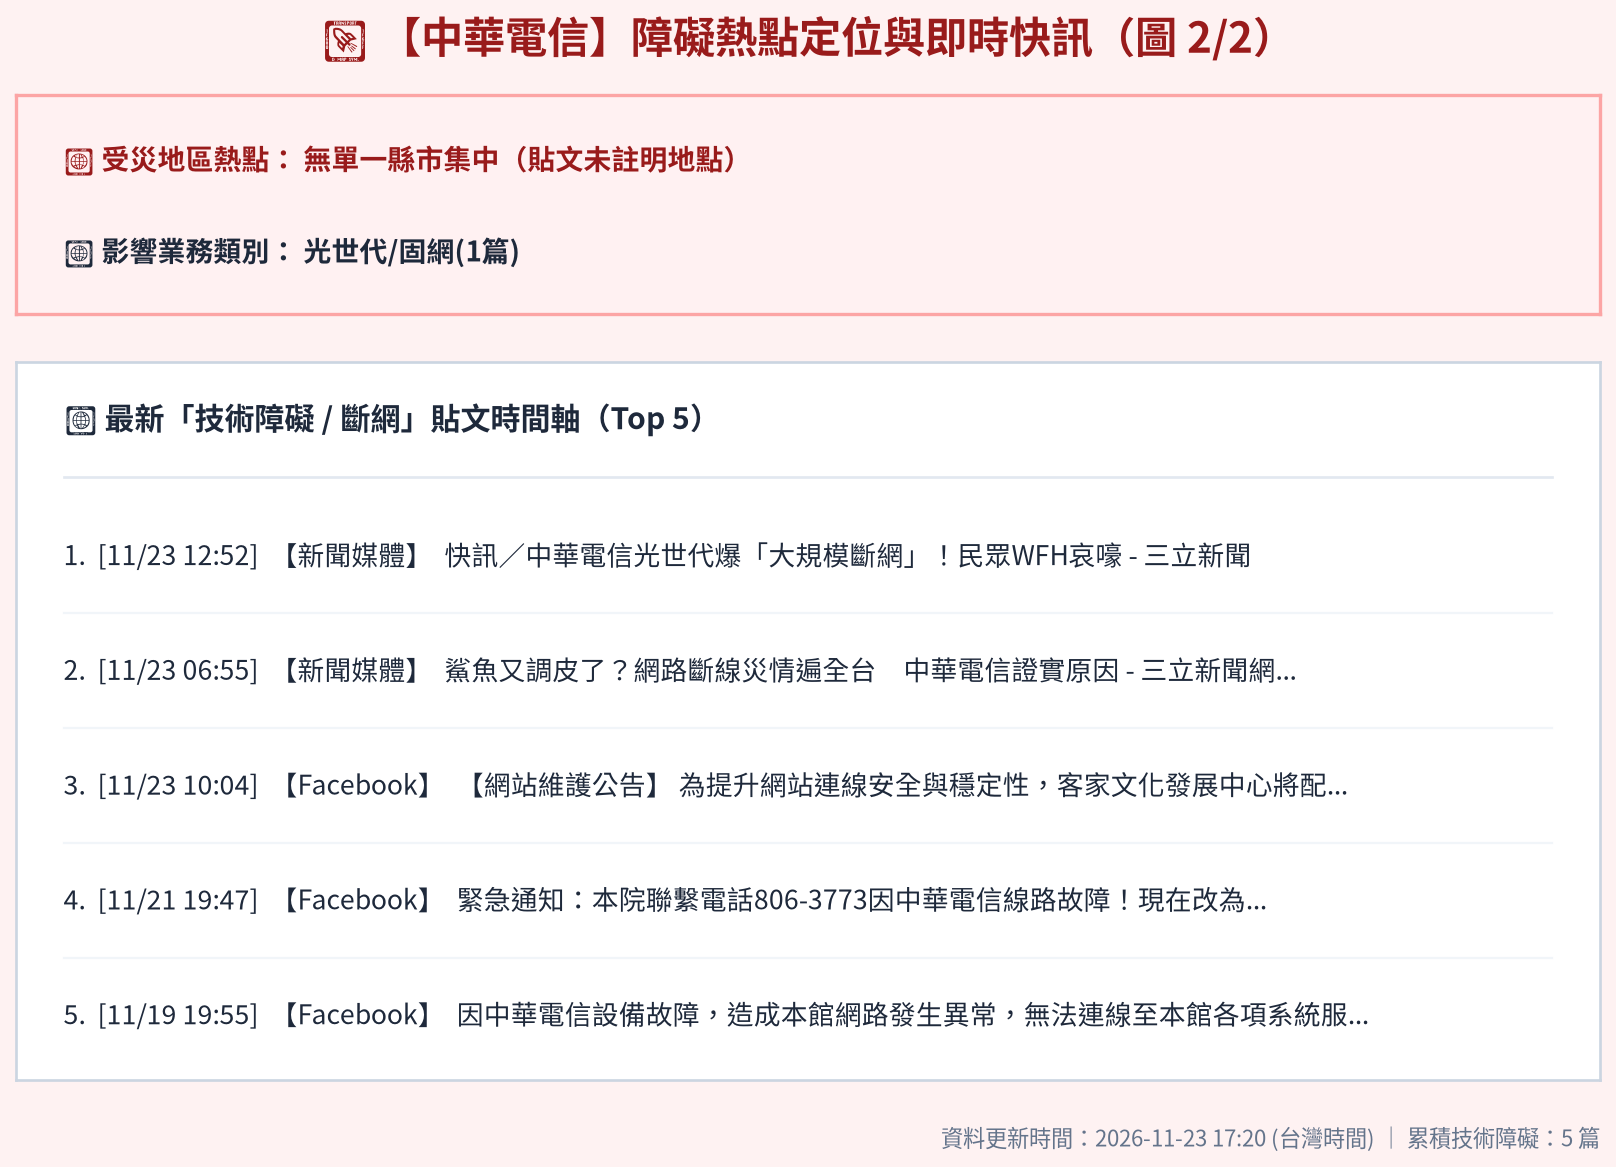 【中華電信】障礙熱點定位與即時快訊（圖 2/2）
受災地區熱點： 無單一縣市集中（貼文未註明地點）
影響業務類別： 光世代/固網(1篇)
最新「技術障礙 / 斷網」貼文時間軸（Top 5）
1. [11/23 12:52] 【新聞媒體】 快訊／中華電信光世代爆「大規模斷網」！民眾WFH哀嚎 - 三立新聞
2. [11/23 06:55] 【新聞媒體】 鯊魚又調皮了？網路斷線災情遍全台　中華電信證實原因 - 三立新聞網...
3. [11/23 10:04] 【Facebook】 【網站維護公告】 為提升網站連線安全與穩定性，客家文化發展中心將配...
4. [11/21 19:47] 【Facebook】 緊急通知：本院聯繫電話806-3773因中華電信線路故障！現在改為...
5. [11/19 19:55] 【Facebook】 因中華電信設備故障，造成本館網路發生異常，無法連線至本館各項系統服...
資料更新時間：2026-11-23 17:20 (台灣時間) ｜ 累積技術障礙：5 篇